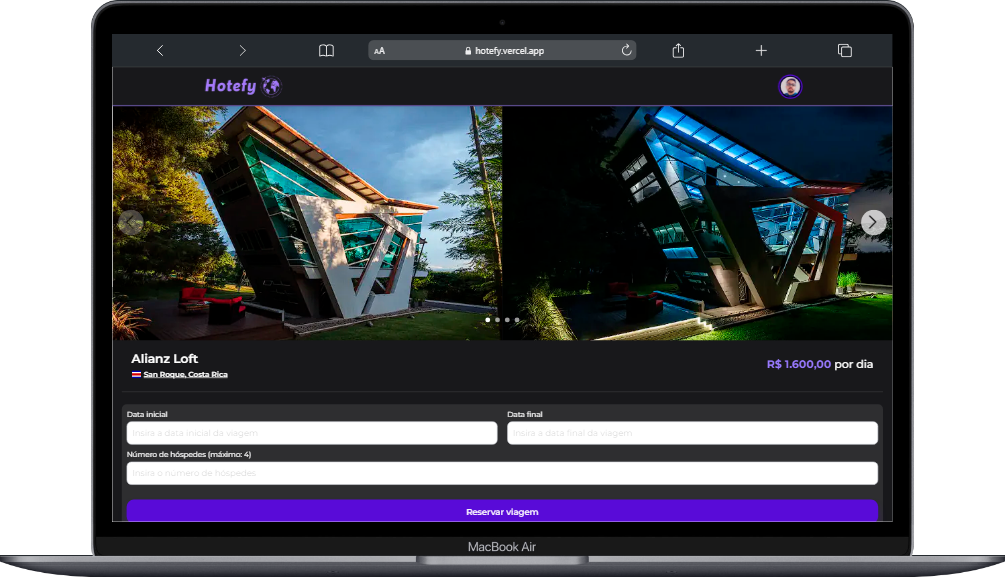 AA hotefy.vercel.app
Hotefy
Alianz Loft
San Roque, Costa Rica
R$ 1.600,00 por dia
Data inicial
Data final
Insira a data inicial da viagem
Insira a data final da viagem
Número de hóspedes (máximo: 4)
Insira o número de hóspedes
Reservar viagem
MacBook Air